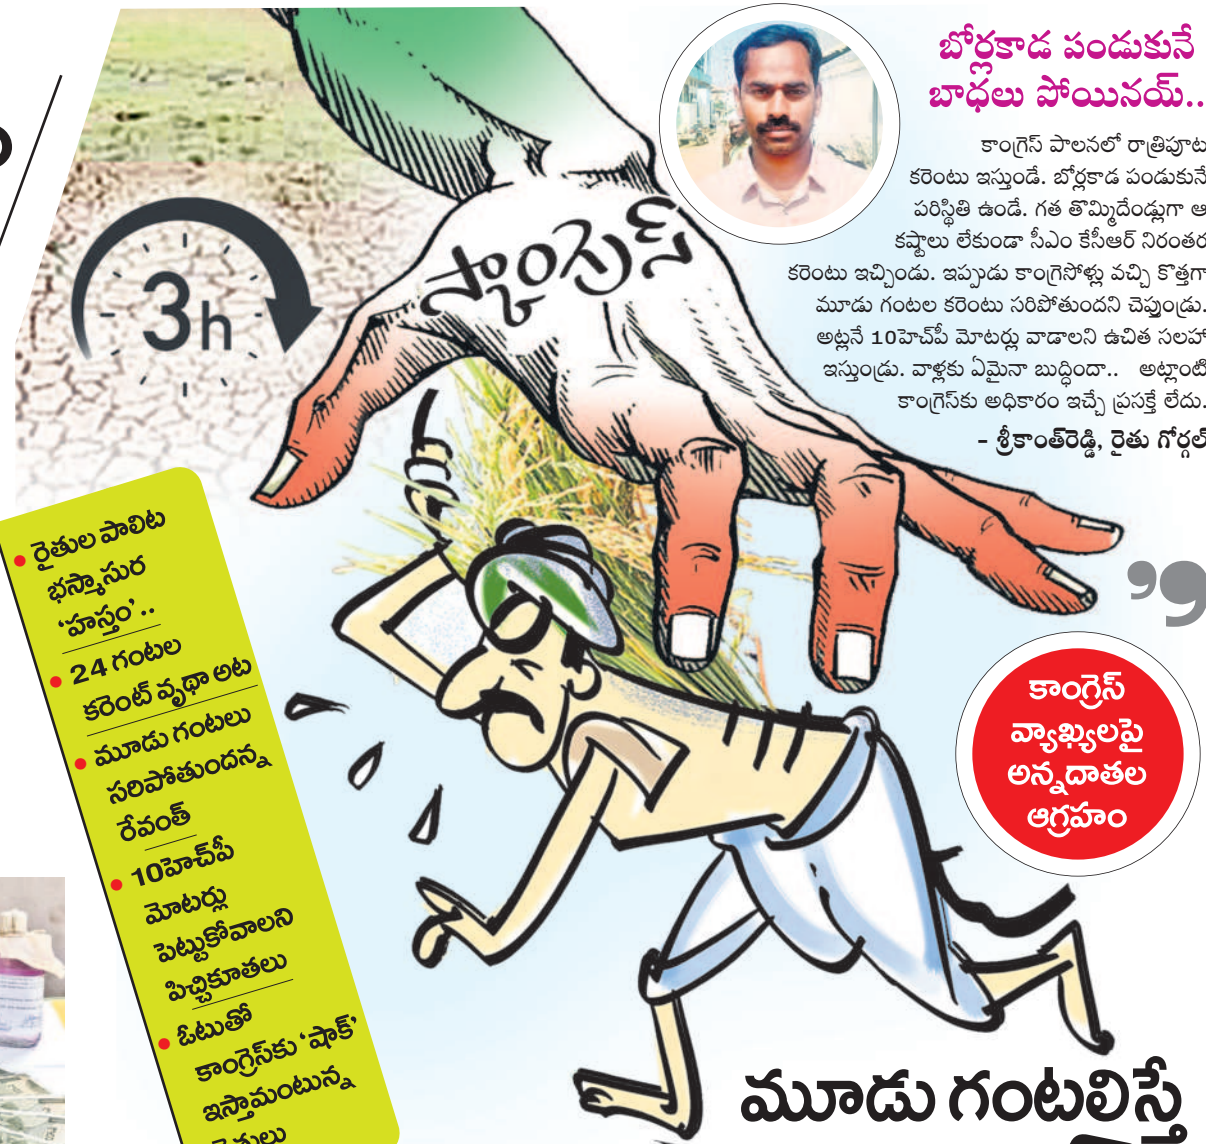 బోర్లకాడ పండుకునే
బాధలు పోయినయ్..
కాంగ్రెస్ పాలనలో రాత్రిపూట
కరెంటు ఇస్తుండే. బోర్లకాడ పండుకునే
పరిస్థితి ఉండే. గత తొమ్మిదేండ్లుగా ఆ
కష్టాలు లేకుండా సీఎం కేసీఆర్ నిరంతర
కరెంటు ఇచ్చిండు. ఇప్పుడు కాంగ్రెసోళ్లు వచ్చి కొత్తగా
మూడు గంటల కరెంటు సరిపోతుందని చెప్తుండ్రు.
అట్లనే 10హెచ్‌పీ మోటర్లు వాడాలని ఉచిత సలహా
ఇస్తుండ్రు. వాళ్లకు ఏమైనా బుద్ధిందా.. అట్లాంటి
కాంగ్రెస్‌కు అధికారం ఇచ్చే ప్రసక్తే లేదు.
- శ్రీకాంత్‌రెడ్డి, రైతు గోర్గల్
స్కాంగ్రెస్
3h
• రైతుల పాలిట
భస్మాసుర
‘హస్తం’..
• 24 గంటల
కరెంట్ వృథా అట
• మూడు గంటలు
సరిపోతుందన్న
రేవంత్
• 10హెచ్‌పీ
మోటర్లు
పెట్టుకోవాలని
పిచ్చికూతలు
• ఓటుతో
కాంగ్రెస్‌కు ‘షాక్’
ఇస్తామంటున్న
కాంగ్రెస్
వ్యాఖ్యలపై
అన్నదాతల
ఆగ్రహం
మూడు గంటలిస్తే